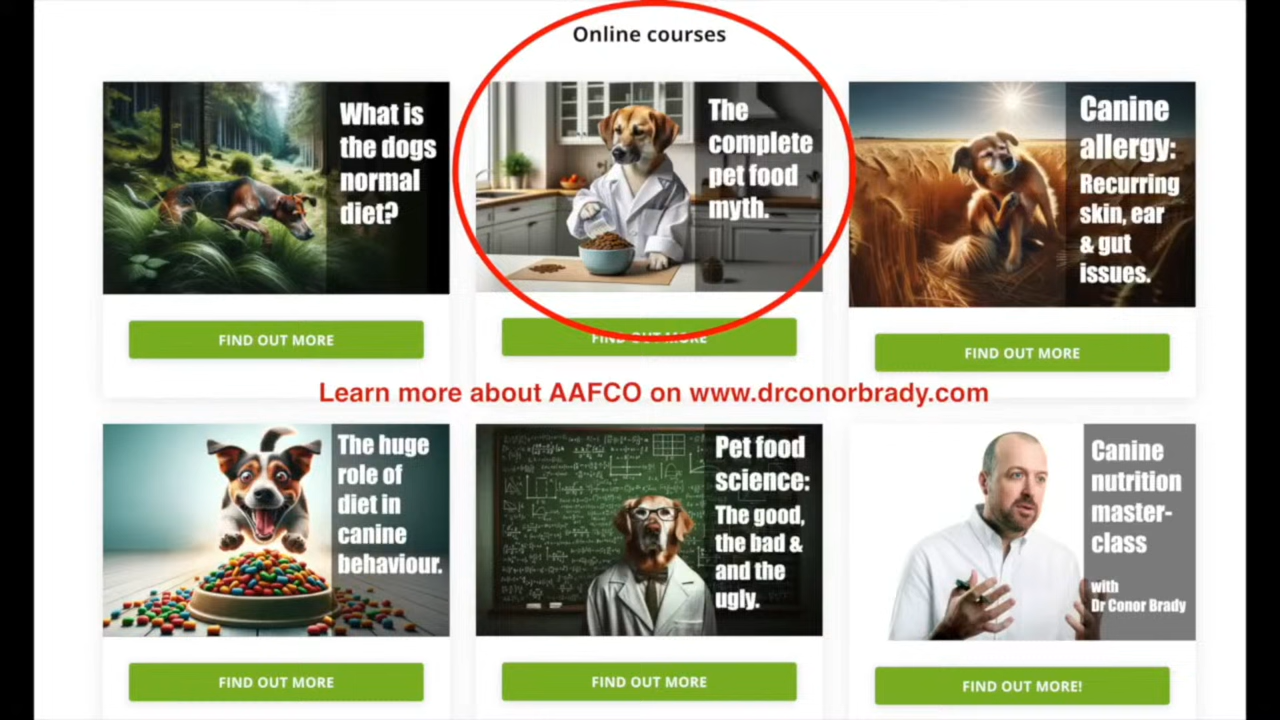 Online courses
What is
the dogs
normal
diet?
FIND OUT MORE
The
complete
pet food
myth.
FIND OUT MORE
Canine
allergy:
Recurring
skin, ear
& gut
issues.
FIND OUT MORE
Learn more about AAFCO on www.drconorbrady.com
The huge
role of
diet in
canine
behaviour.
FIND OUT MORE
Pet food
science:
The good,
the bad &
and the
ugly.
FIND OUT MORE
Canine
nutrition
master-
class
with
Dr Conor Brady
FIND OUT MORE!